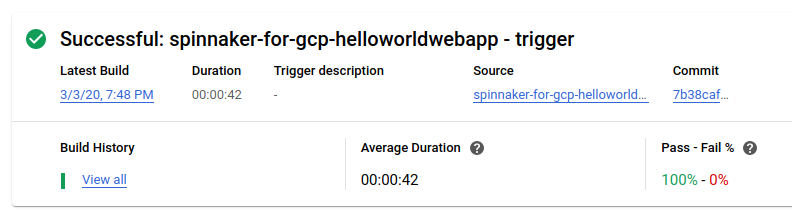 Successful: spinnaker-for-gcp-helloworldwebapp - trigger
Latest Build Duration Trigger description Source Commit
3/3/20, 7:48 PM 00:00:42 - spinnaker-for-gcp-helloworld... 7b38caf...
Build History Average Duration ? Pass - Fail % ?
View all 00:00:42 100% - 0%